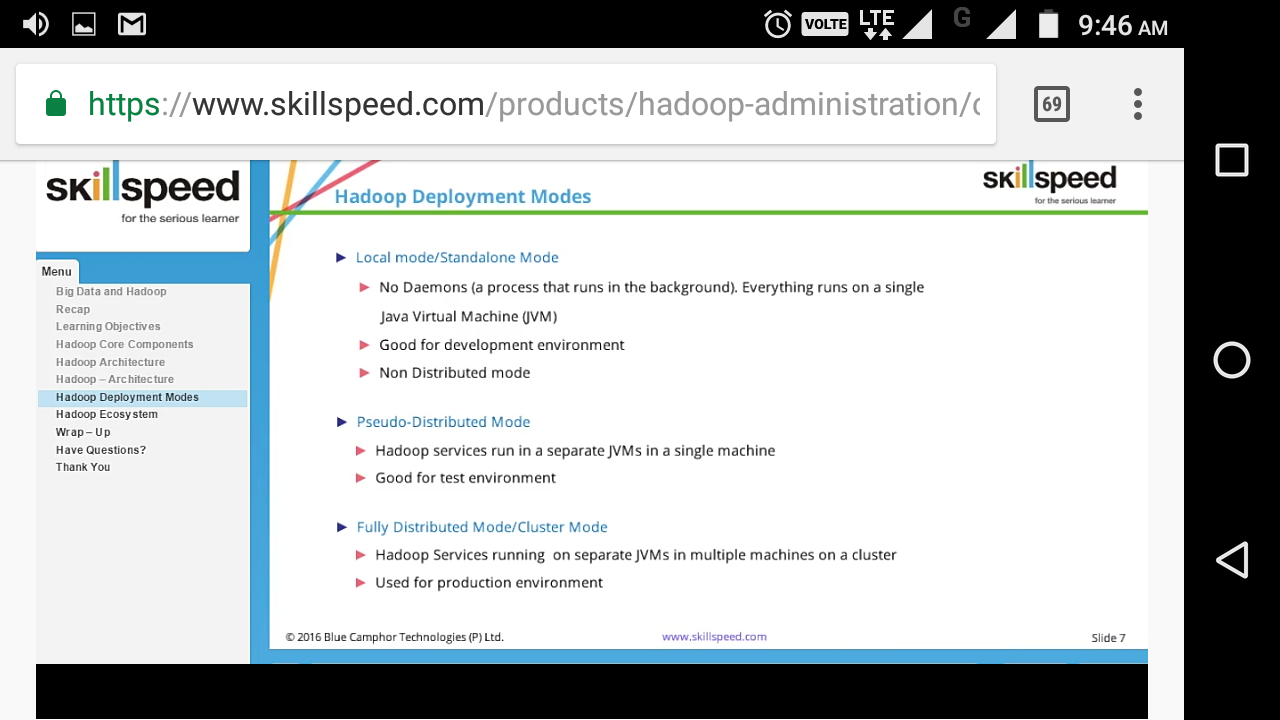 VOLTE LTE G 9:46 AM
https://www.skillspeed.com/products/hadoop-administration/c
69
skillspeed
for the serious learner
Menu
Big Data and Hadoop
Recap
Learning Objectives
Hadoop Core Components
Hadoop Architecture
Hadoop – Architecture
Hadoop Deployment Modes
Hadoop Ecosystem
Wrap – Up
Have Questions?
Thank You
Hadoop Deployment Modes
skillspeed
for the serious learner
Local mode/Standalone Mode
No Daemons (a process that runs in the background). Everything runs on a single
Java Virtual Machine (JVM)
Good for development environment
Non Distributed mode
Pseudo-Distributed Mode
Hadoop services run in a separate JVMs in a single machine
Good for test environment
Fully Distributed Mode/Cluster Mode
Hadoop Services running on separate JVMs in multiple machines on a cluster
Used for production environment
© 2016 Blue Camphor Technologies (P) Ltd.
www.skillspeed.com
Slide 7